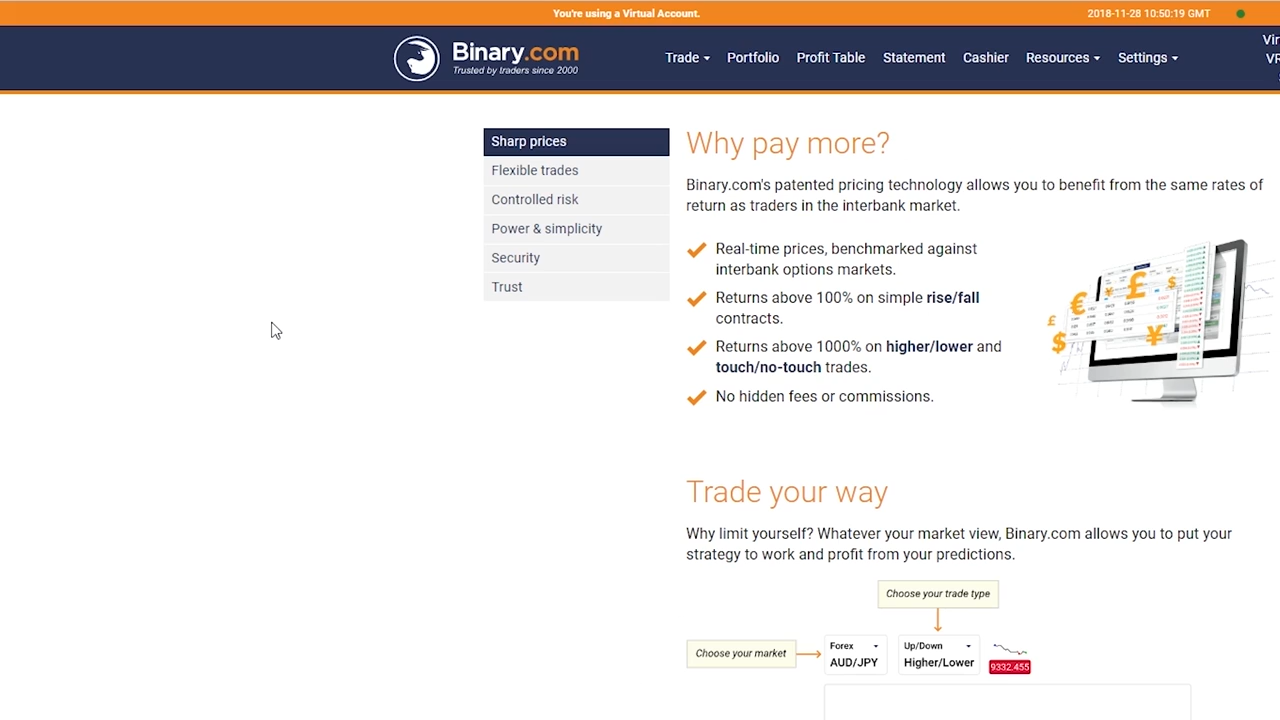 You're using a Virtual Account.
2018-11-28 10:50:19 GMT
Binary.com
Trusted by traders since 2000
Trade
Portfolio
Profit Table
Statement
Cashier
Resources
Settings
Vir
VR
Sharp prices
Flexible trades
Controlled risk
Power & simplicity
Security
Trust
Why pay more?
Binary.com's patented pricing technology allows you to benefit from the same rates of
return as traders in the interbank market.
Real-time prices, benchmarked against
interbank options markets.
Returns above 100% on simple rise/fall
contracts.
Returns above 1000% on higher/lower and
touch/no-touch trades.
No hidden fees or commissions.
Trade your way
Why limit yourself? Whatever your market view, Binary.com allows you to put your
strategy to work and profit from your predictions.
Choose your trade type
Choose your market
Forex
AUD/JPY
Up/Down
Higher/Lower
9332.455